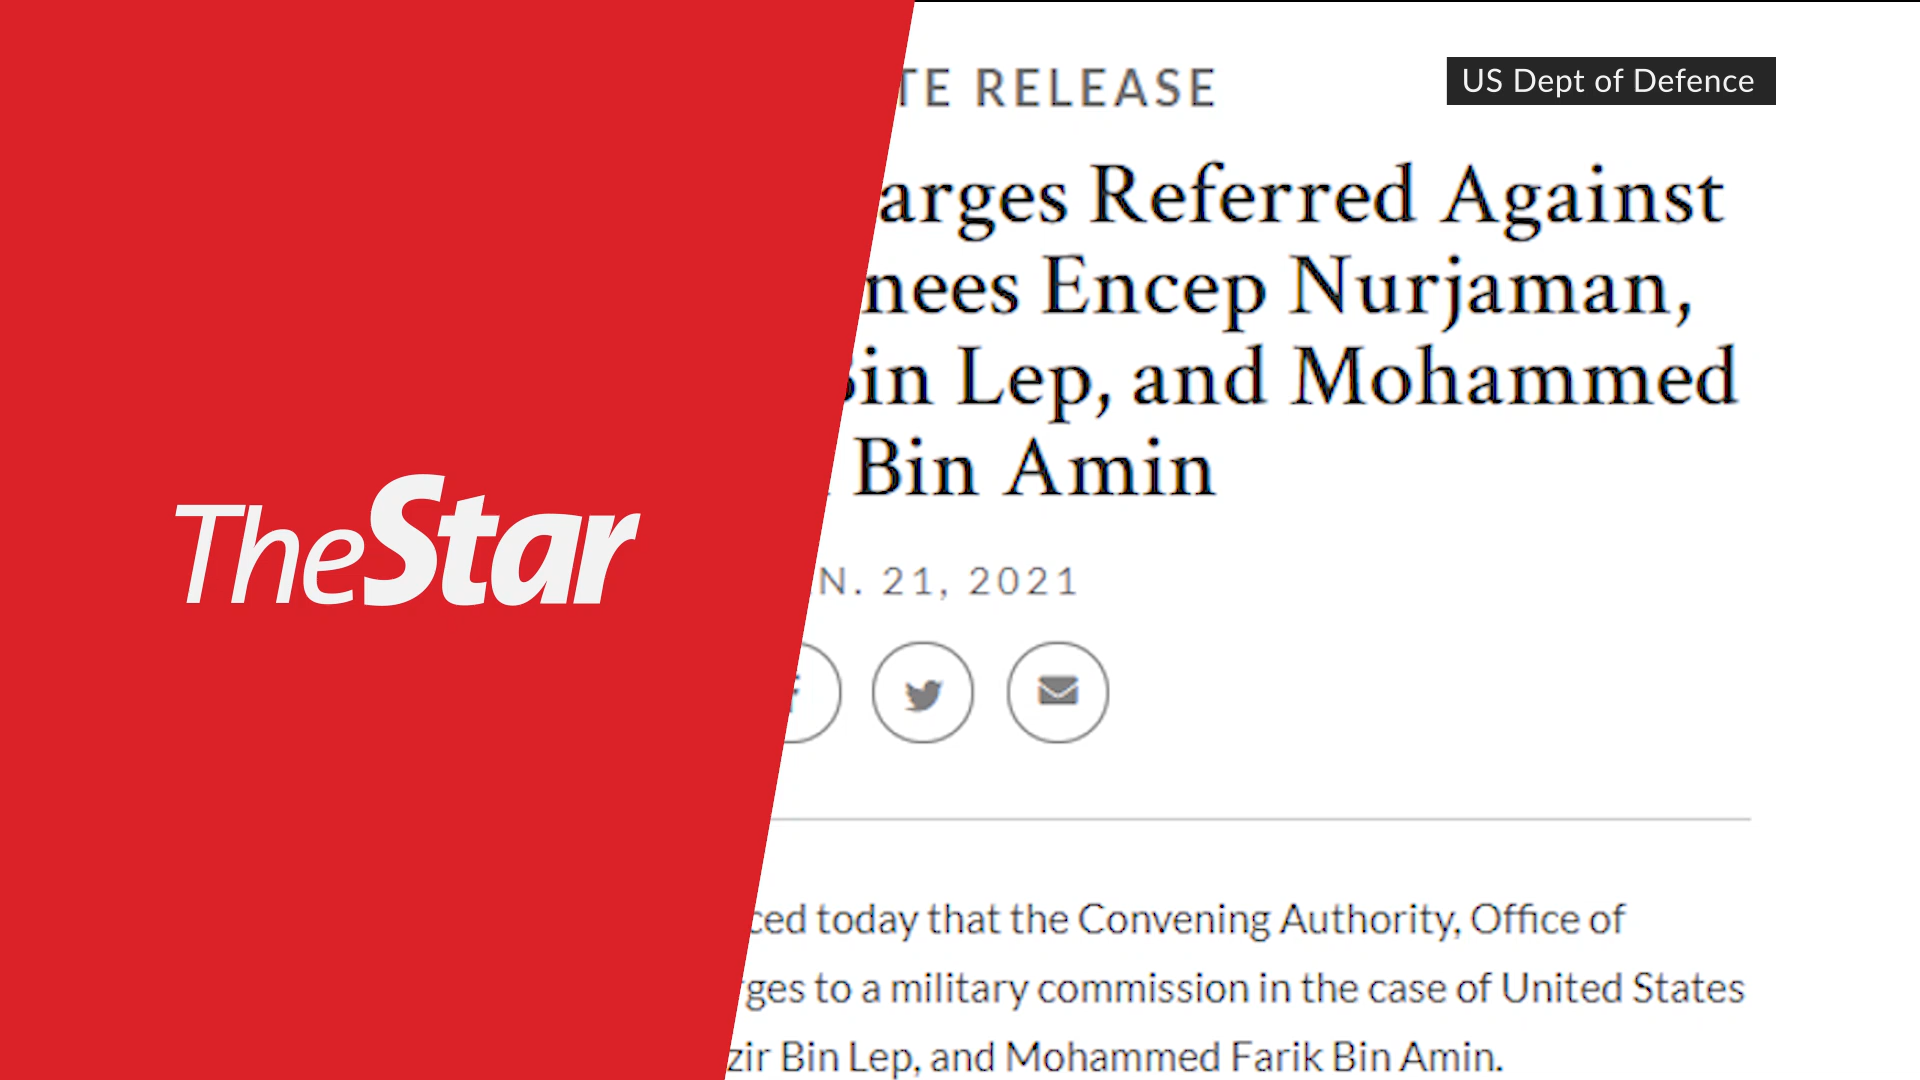 TheStar
US Dept of Defence
TE RELEASE
arges Referred Against
nees Encep Nurjaman,
Bin Lep, and Mohammed
Bin Amin
N. 21, 2021
ced today that the Convening Authority, Office of
rges to a military commission in the case of United States
zir Bin Lep, and Mohammed Farik Bin Amin.